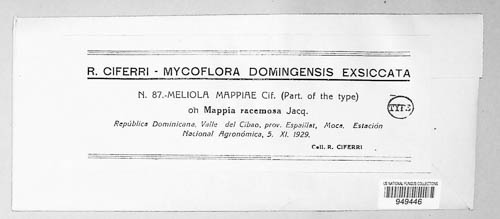 R. CIFERRI - MYCOFLORA DOMINGENSIS EXSICCATA
N. 87.-MELIOLA MAPPIAE Cif. (Part. of the type)
on Mappia racemosa Jacq.
TYPE
República Dominicana, Valle del Cibao, prov. Espaillat, Moca, Estación
Nacional Agronómica, 5. XI. 1929.
Coll. R. CIFERRI
US NATIONAL FUNGUS COLLECTIONS
949446